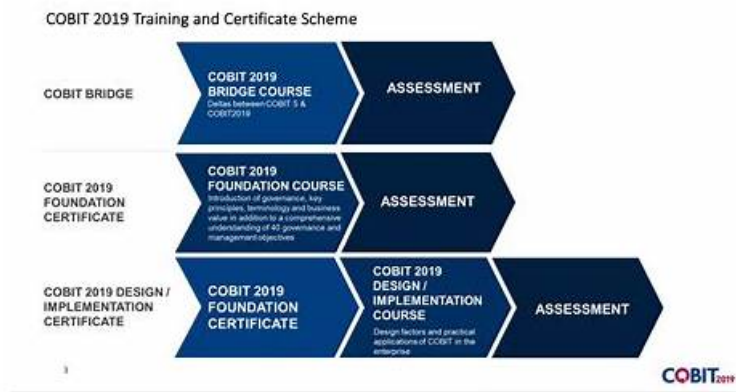 COBIT 2019 Training and Certificate Scheme
COBIT BRIDGE
COBIT 2019
BRIDGE COURSE
Deltas between COBIT 5 &
COBIT2019
ASSESSMENT
COBIT 2019
FOUNDATION
CERTIFICATE
COBIT 2019
FOUNDATION COURSE
Introduction of governance, key
principles, terminology and business
value in addition to a comprehensive
understanding of 40 governance and
management objectives
ASSESSMENT
COBIT 2019 DESIGN /
IMPLEMENTATION
CERTIFICATE
COBIT 2019
FOUNDATION
CERTIFICATE
COBIT 2019
DESIGN /
IMPLEMENTATION
COURSE
Design factors and practical
applications of COBIT in the
enterprise
ASSESSMENT
3
COBIT 2019